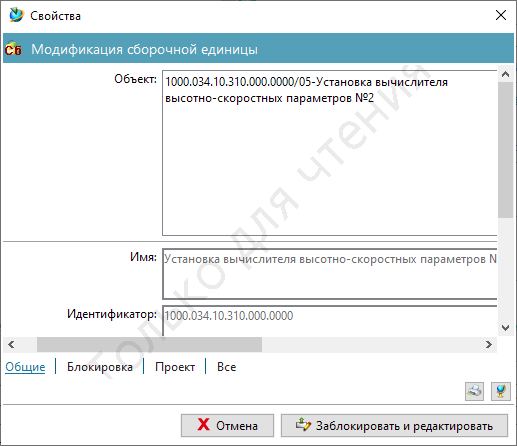 Свойства
Сб Модификация сборочной единицы
Объект: 1000.034.10.310.000.0000/05-Установка вычислителя
высотно-скоростных параметров №2
Имя: Установка вычислителя высотно-скоростных параметров №
Идентификатор: 1000.034.10.310.000.0000
Только для чтения
Общие Блокировка Проект Все
Отмена Заблокировать и редактировать